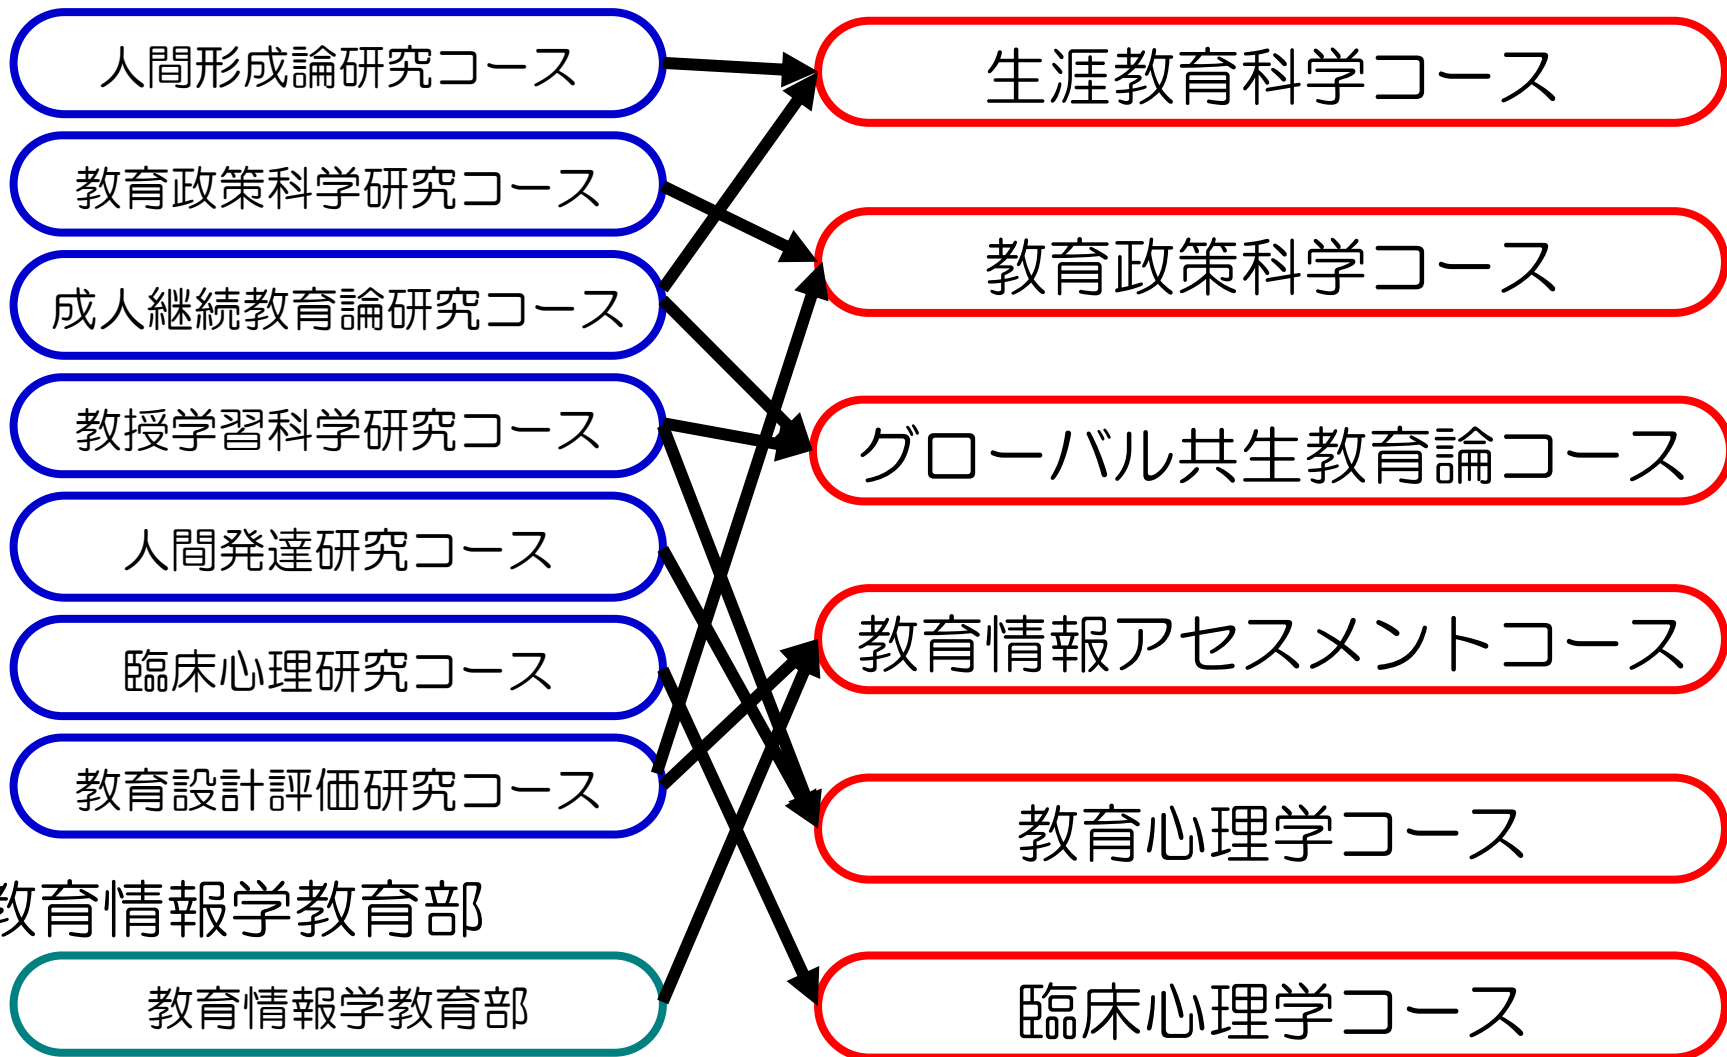 人間形成論研究コース
教育政策科学研究コース
成人継続教育論研究コース
教授学習科学研究コース
人間発達研究コース
臨床心理研究コース
教育設計評価研究コース
教育情報学教育部
教育情報学教育部
生涯教育科学コース
教育政策科学コース
グローバル共生教育論コース
教育情報アセスメントコース
教育心理学コース
臨床心理学コース